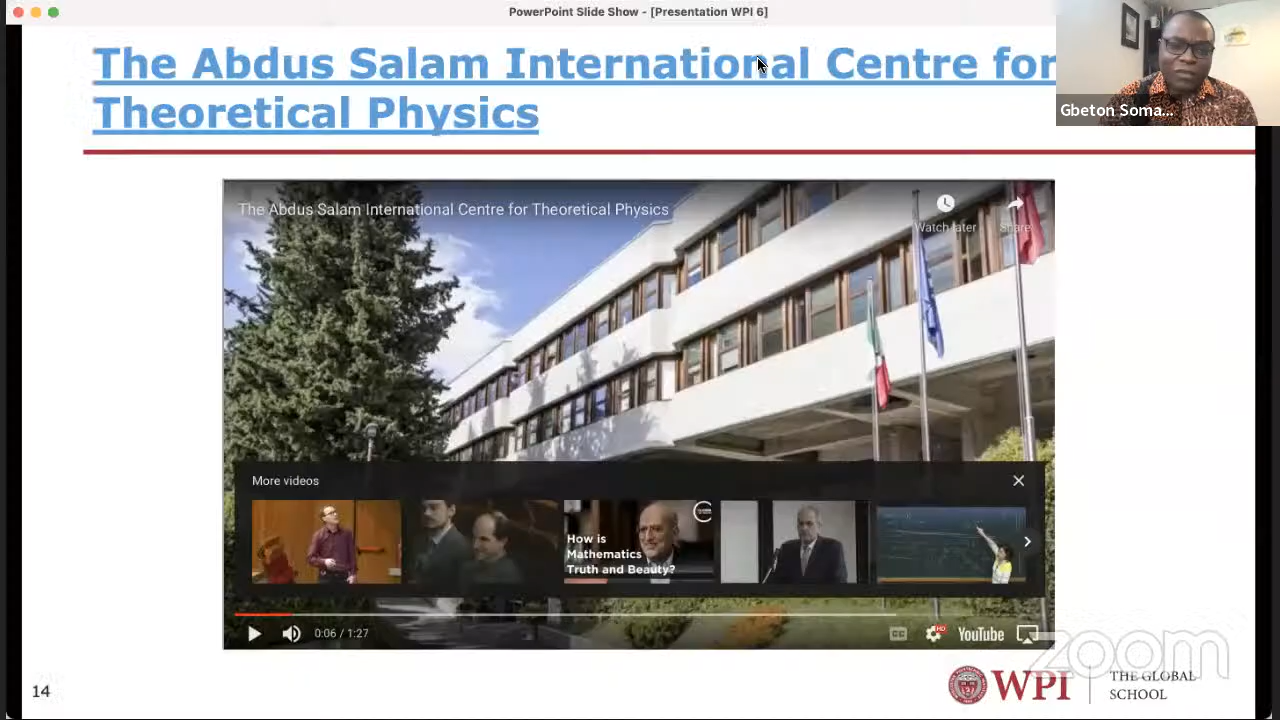 PowerPoint Slide Show - [Presentation WPI 6]
The Abdus Salam International Centre for
Theoretical Physics
Gbeton Soma...
The Abdus Salam International Centre for Theoretical Physics
Watch later
Share
More videos
How is
Mathematics
Truth and Beauty?
0:06 / 1:27
CC
HD
YouTube
zoom
14
WPI
THE GLOBAL
SCHOOL